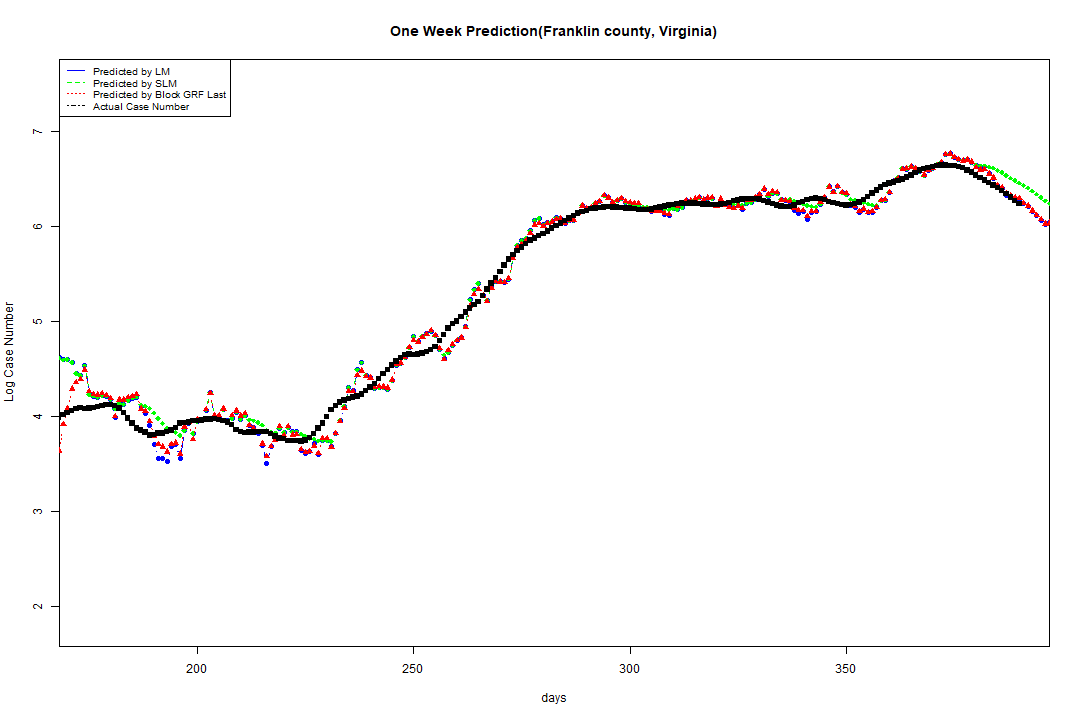 One Week Prediction(Franklin county, Virginia)
Predicted by LM
Predicted by SLM
Predicted by Block GRF Last
Actual Case Number
7
6
5
4
3
2
Log Case Number
200
250
300
350
days